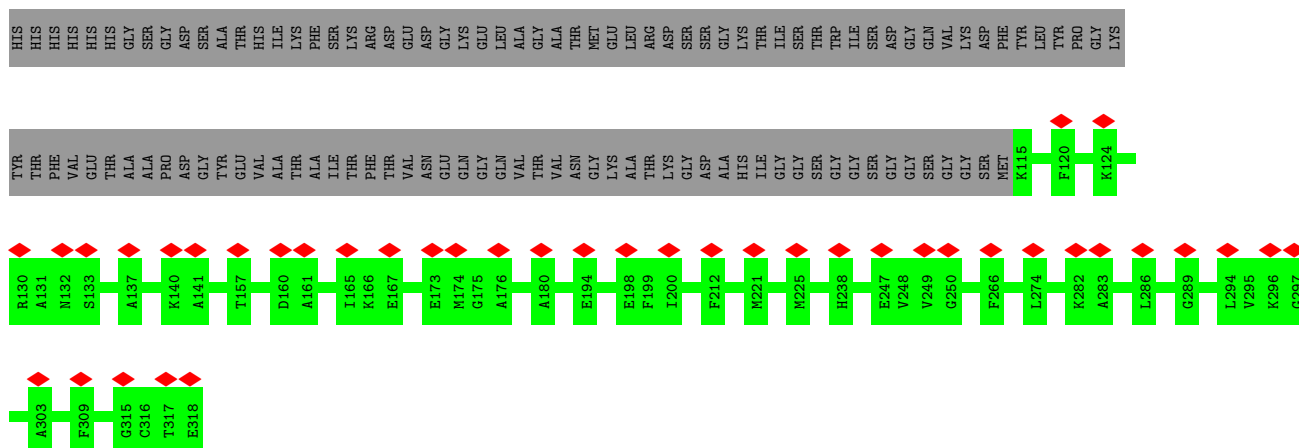 HIS HIS HIS HIS HIS HIS GLY SER GLY ASP SER ALA THR HIS ILE LYS PHE SER LYS ARG ASP GLU ASP GLY LYS GLU LEU ALA GLY ALA THR MET GLU LEU ARG ASP SER SER GLY LYS THR ILE SER THR TRP ILE SER ASP GLY GLN VAL LYS ASP PHE TYR LEU TYR PRO GLY LYS
TYR THR PHE VAL GLU THR ALA ALA PRO ASP GLY TYR GLU VAL ALA THR ALA ILE THR PHE THR VAL ASN GLU GLN GLY GLN VAL THR VAL ASN GLY LYS ALA THR LYS GLY ASP ALA HIS ILE GLY GLY SER GLY GLY SER GLY GLY SER GLY GLY SER MET K115 F120 K124
R130 A131 N132 S133 A137 K140 A141 T157 D160 A161 I165 K166 E167 E173 M174 G175 A176 A180 E194 E198 F199 I200 F212 M221 M225 H238 E247 V248 V249 G250 F266 L274 K282 A283 L286 G289 L294 V295 K296 G297
A303 F309 G315 C316 T317 E318